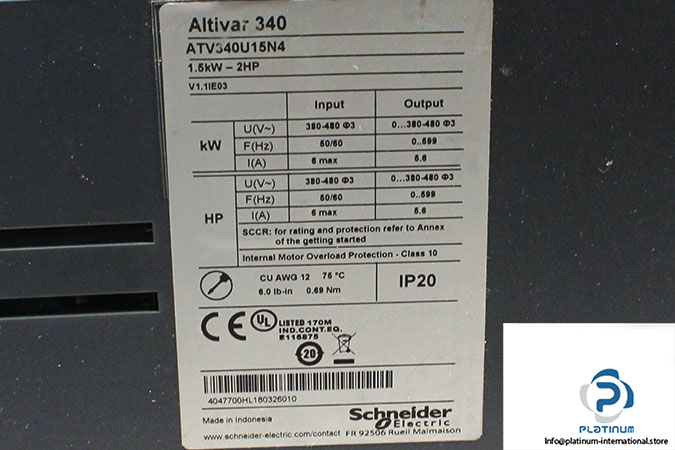 Altivar 340
ATV340U15N4
1.5kW – 2HP
V1.1IE03
Input Output
kW U(V~) 380-480 Φ3 0...380-480 Φ3
F(Hz) 50/60 0..599
I(A) 6 max 5.6
HP U(V~) 380-480 Φ3 0...380-480 Φ3
F(Hz) 50/60 0..599
I(A) 6 max 5.6
SCCR: for rating and protection refer to Annex
of the getting started
Internal Motor Overload Protection - Class 10
CU AWG 12 75 °C
6.0 lb-in 0.69 Nm
IP20
CE UL LISTED 170M
IND.CONT.EQ.
E116875
20
4047700HL180326010
Made in Indonesia
Schneider
Electric
www.schneider-electric.com/contact FR 92506 Rueil Malmaison
PLATINUM
Info@platinum-international.store